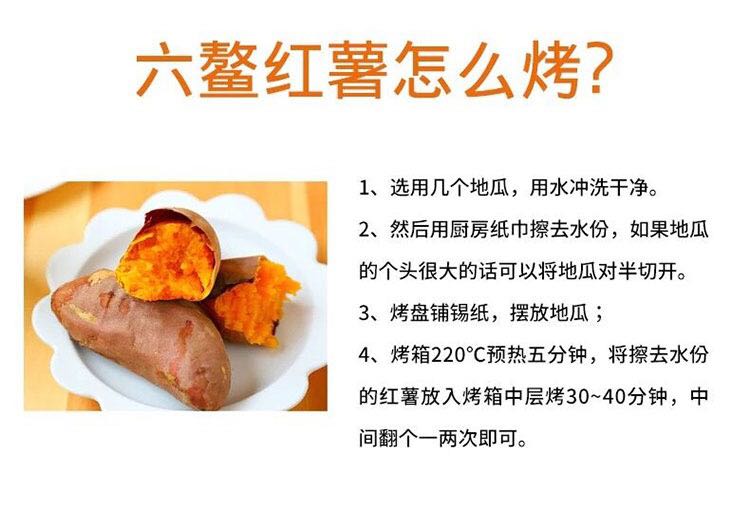 六鳌红薯怎么烤?
1、选用几个地瓜，用水冲洗干净。
2、然后用厨房纸巾擦去水份，如果地瓜
的个头很大的话可以将地瓜对半切开。
3、烤盘铺锡纸，摆放地瓜；
4、烤箱220℃预热五分钟，将擦去水份
的红薯放入烤箱中层烤30~40分钟，中
间翻个一两次即可。